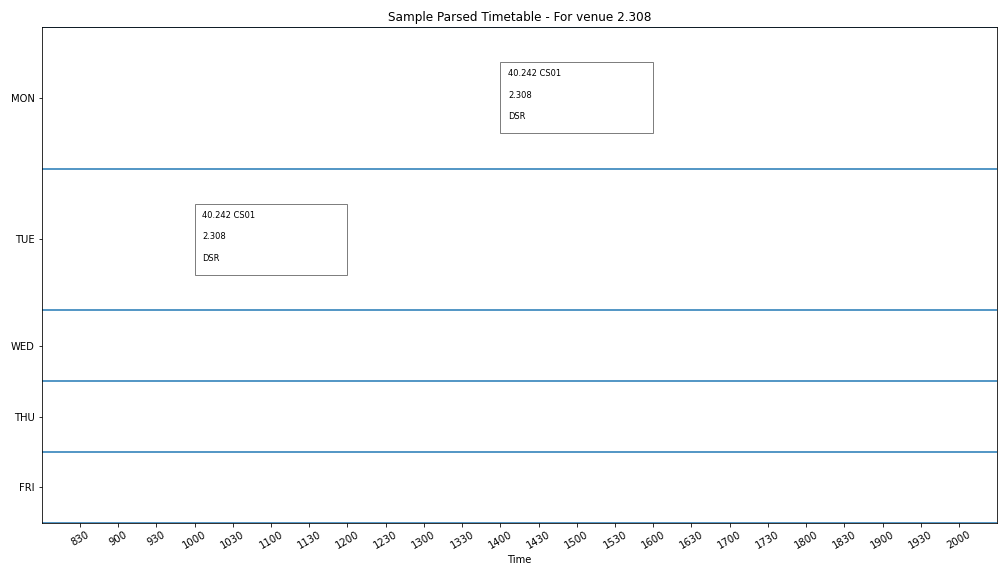 Sample Parsed Timetable - For venue 2.308
MON
40.242 CS01
2.308
DSR
TUE
40.242 CS01
2.308
DSR
WED
THU
FRI
830 900 930 1000 1030 1100 1130 1200 1230 1300 1330 1400 1430 1500 1530 1600 1630 1700 1730 1800 1830 1900 1930 2000
Time